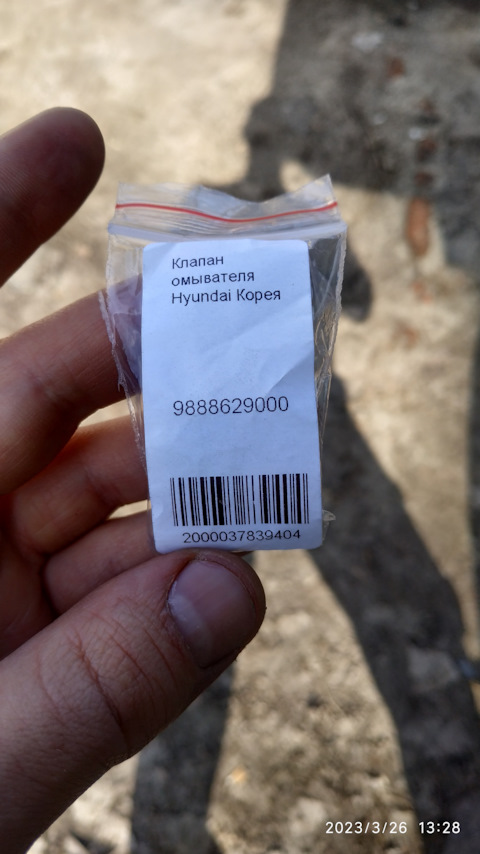 Клапан
омывателя
Hyundai Корея
9888629000
2000037839404
2023/3/26 13:28